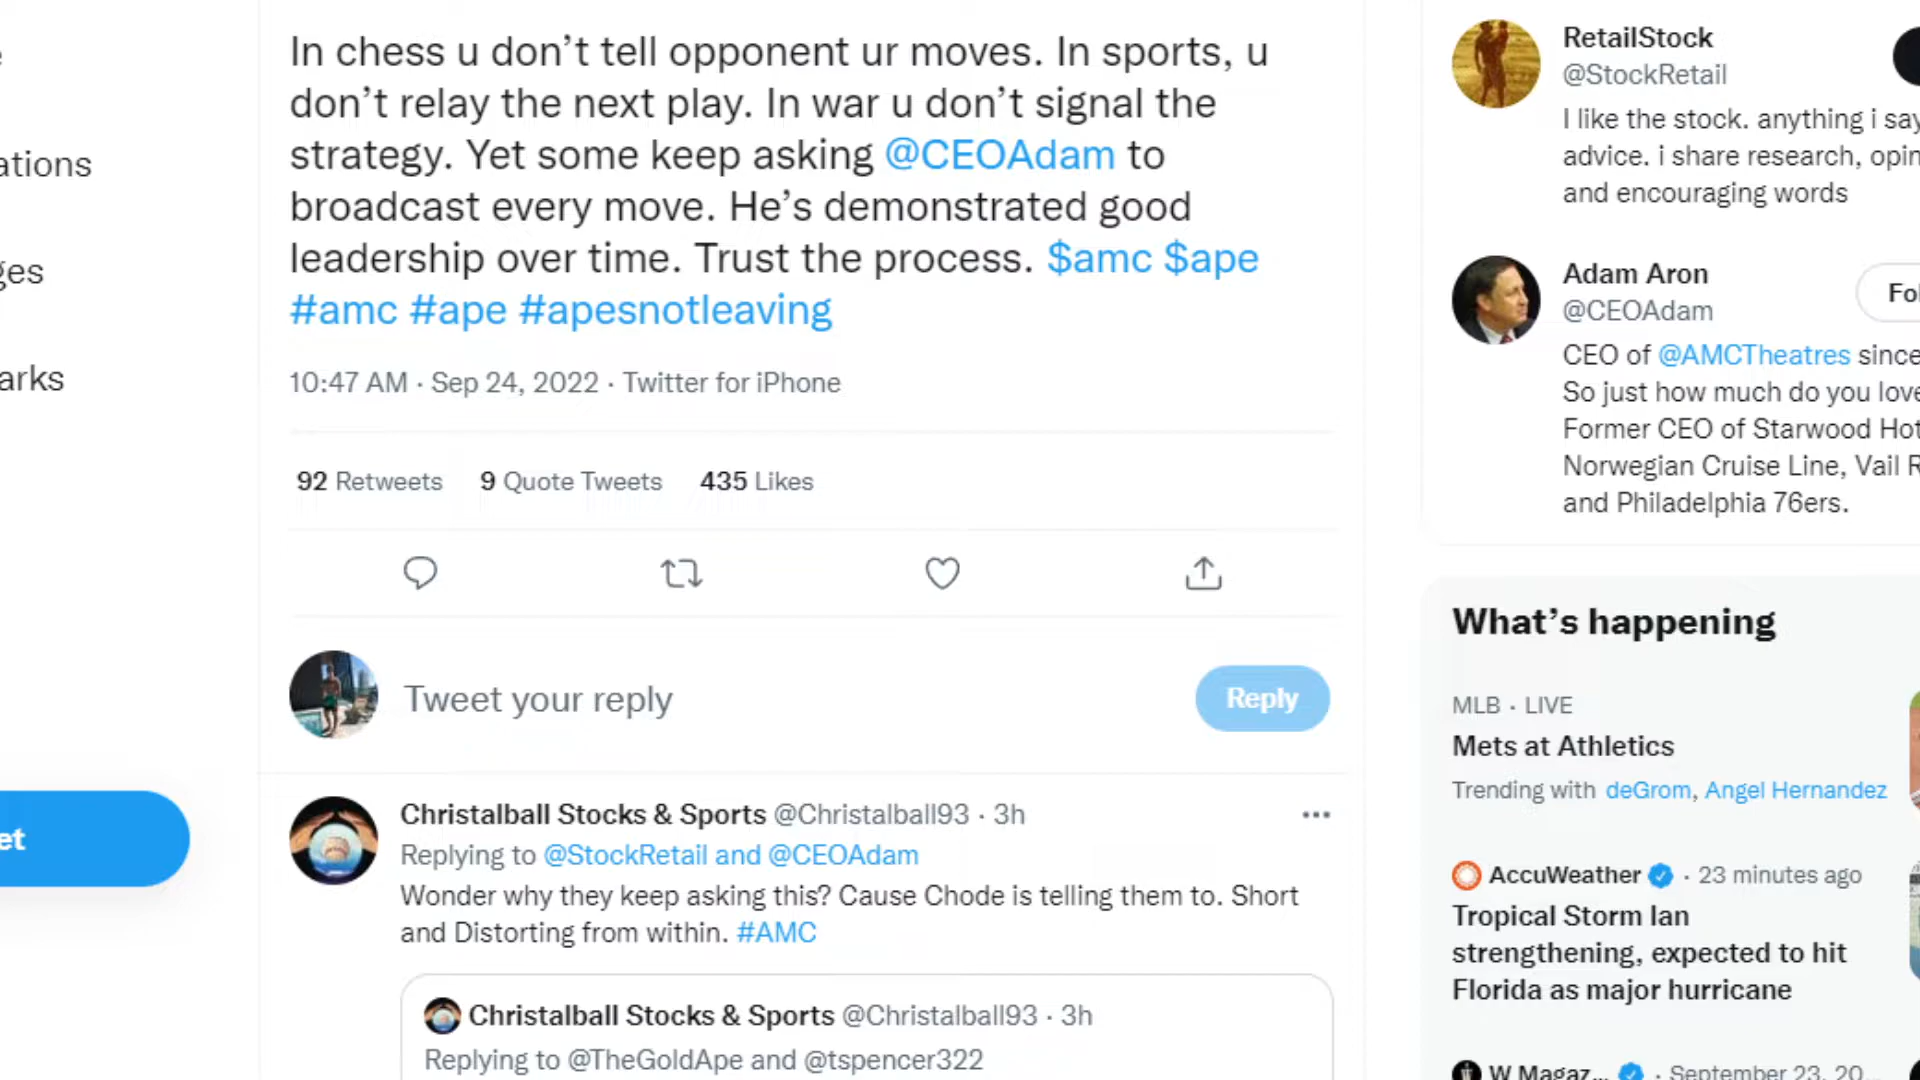 In chess u don’t tell opponent ur moves. In sports, u
don’t relay the next play. In war u don’t signal the
strategy. Yet some keep asking @CEOAdam to
broadcast every move. He’s demonstrated good
leadership over time. Trust the process. $amc $ape
#amc #ape #apesnotleaving
10:47 AM · Sep 24, 2022 · Twitter for iPhone
92 Retweets 9 Quote Tweets 435 Likes
Tweet your reply
Reply
Christalball Stocks & Sports @Christalball93 · 3h
Replying to @StockRetail and @CEOAdam
Wonder why they keep asking this? Cause Chode is telling them to. Short
and Distorting from within. #AMC
Christalball Stocks & Sports @Christalball93 · 3h
Replying to @TheGoldApe and @tspencer322
ations
ges
arks
et
RetailStock
@StockRetail
I like the stock. anything i say
advice. i share research, opin
and encouraging words
Adam Aron
@CEOAdam
Fol
CEO of @AMCTheatres since
So just how much do you love
Former CEO of Starwood Hot
Norwegian Cruise Line, Vail R
and Philadelphia 76ers.
What’s happening
MLB · LIVE
Mets at Athletics
Trending with deGrom, Angel Hernandez
AccuWeather · 23 minutes ago
Tropical Storm Ian
strengthening, expected to hit
Florida as major hurricane
W Magaz... · September 23, 20...